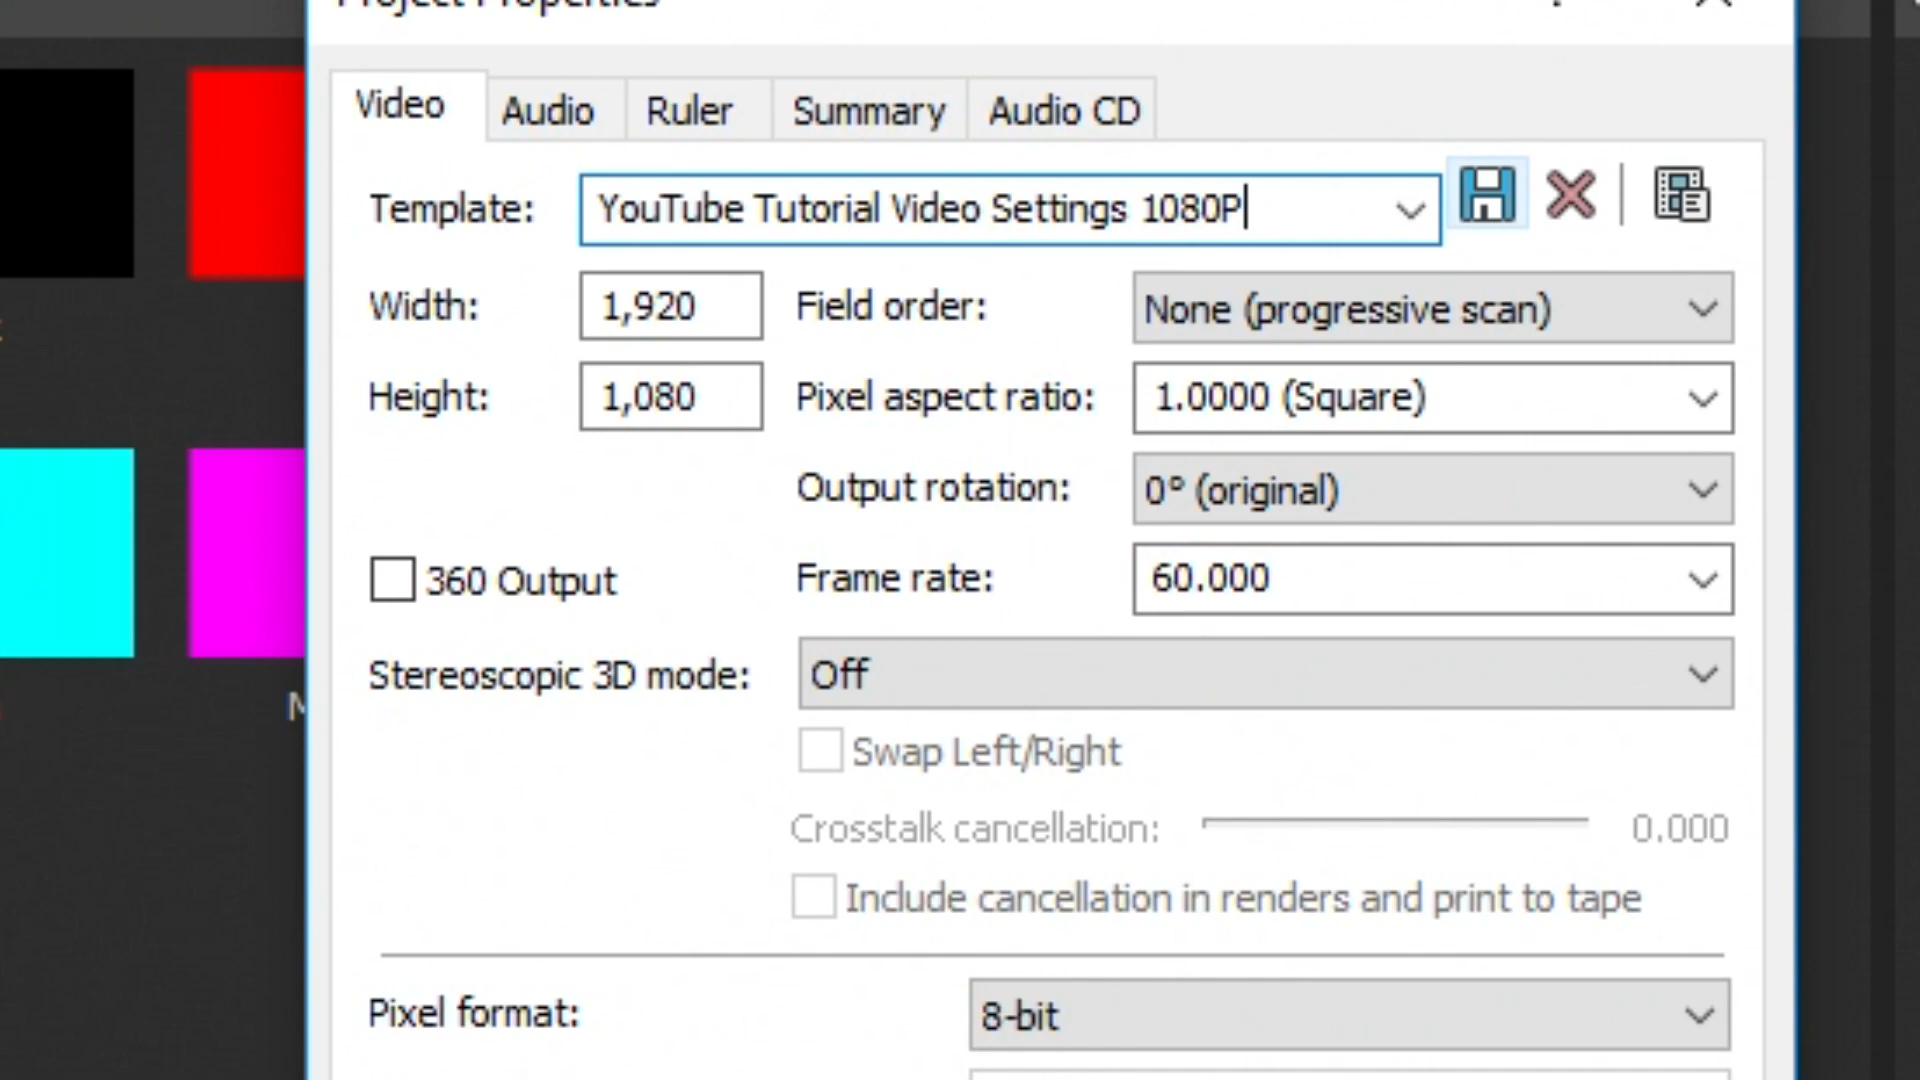 Project Properties
Video Audio Ruler Summary Audio CD
Template: YouTube Tutorial Video Settings 1080P
Width: 1,920 Field order: None (progressive scan)
Height: 1,080 Pixel aspect ratio: 1.0000 (Square)
Output rotation: 0° (original)
360 Output Frame rate: 60.000
Stereoscopic 3D mode: Off
Swap Left/Right
Crosstalk cancellation: 0.000
Include cancellation in renders and print to tape
Pixel format: 8-bit